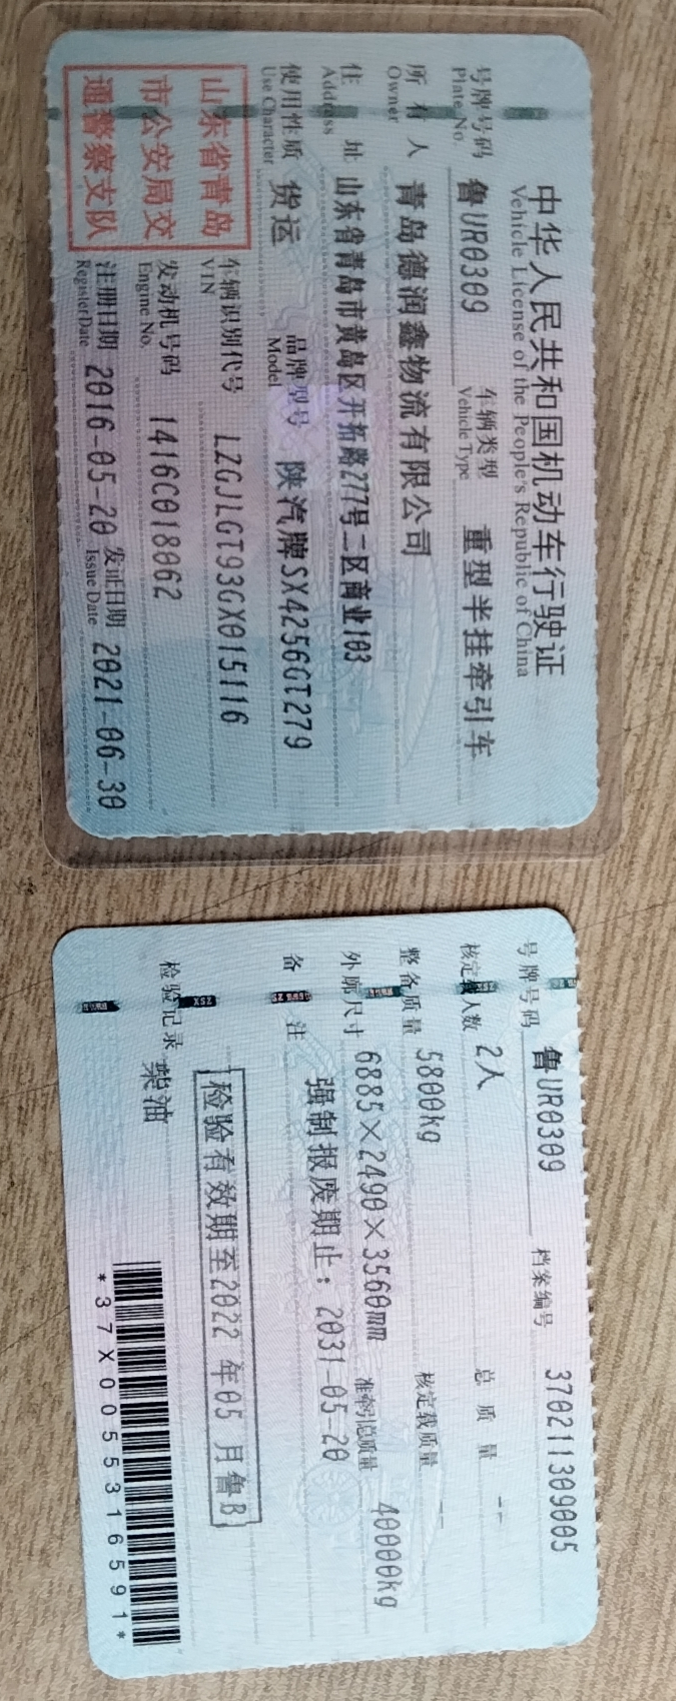 中华人民共和国机动车行驶证
Vehicle License of the People's Republic of China
号牌号码 鲁UR0309 车辆类型 重型半挂牵引车
Plate No. Vehicle Type
所有人 青岛德润鑫物流有限公司
Owner
住址 山东省青岛市黄岛区开拓路277号二区商业103
Address
使用性质 货运 品牌型号 陕汽牌SX4256GT279
Use Character Model
山东省青岛
市公安局交
通警察支队
车辆识别代号 LZGJLGT93GX015116
VIN
发动机号码 1416C018062
Engine No.
注册日期 2016-05-20 发证日期 2021-06-30
Register Date Issue Date
号牌号码 鲁UR0309 档案编号 370211309005
核定载人数 2人 总质量 --
整备质量 5800kg 核定载质量 --
外廓尺寸 6885×2490×3560mm 准牵引总质量 40000kg
备注 强制报废期止：2031-05-20
检验有效期至2022年05月鲁B
检验记录
柴油
*37X0055316591*